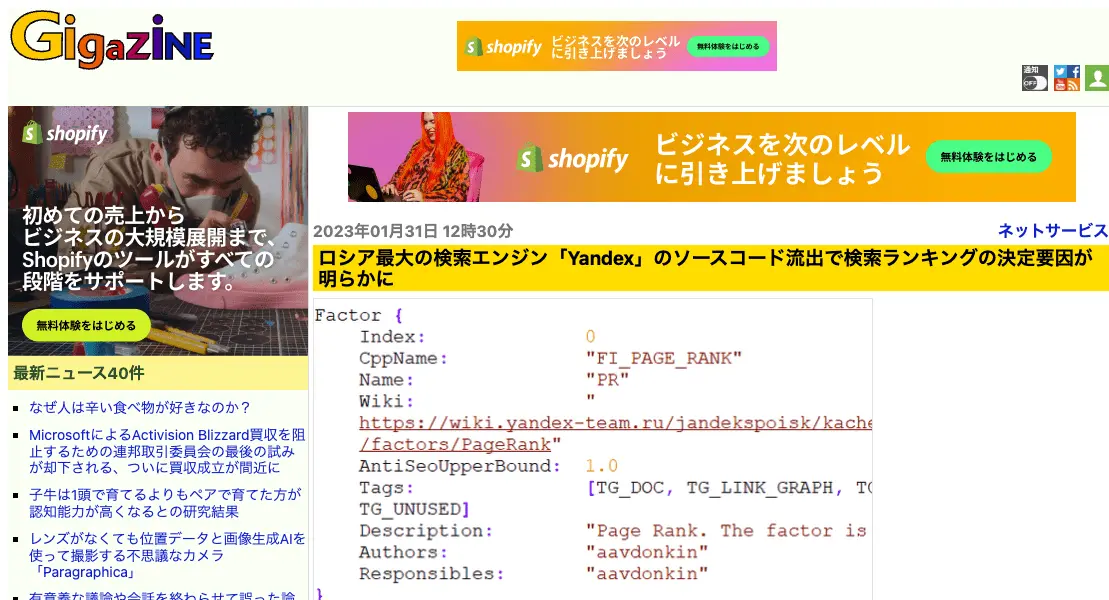 GigaZiNE
shopify
ビジネスを次のレベル
に引き上げましょう
無料体験をはじめる
通知
OFF
shopify
初めての売上から
ビジネスの大規模展開まで、
Shopifyのツールがすべての
段階をサポートします。
無料体験をはじめる
shopify
ビジネスを次のレベル
に引き上げましょう
無料体験をはじめる
2023年01月31日 12時30分
ネットサービス
ロシア最大の検索エンジン「Yandex」のソースコード流出で検索ランキングの決定要因が
明らかに
Factor {
Index: 0
CppName: "FI_PAGE_RANK"
Name: "PR"
Wiki: "
https://wiki.yandex-team.ru/jandekspoisk/kache
/factors/PageRank"
AntiSeoUpperBound: 1.0
Tags: [TG_DOC, TG_LINK_GRAPH, TG
TG_UNUSED]
Description: "Page Rank. The factor is
Authors: "aavdonkin"
Responsibles: "aavdonkin"
}
最新ニュース40件
なぜ人は辛い食べ物が好きなのか？
MicrosoftによるActivision Blizzard買収を阻
止するための連邦取引委員会の最後の試み
が却下される、ついに買収成立が間近に
子牛は1頭で育てるよりもペアで育てた方が
認知能力が高くなるとの研究結果
レンズがなくても位置データと画像生成AIを
使って撮影する不思議なカメラ
「Paragraphica」
有意義な議論や会話を終わらせて誤った論